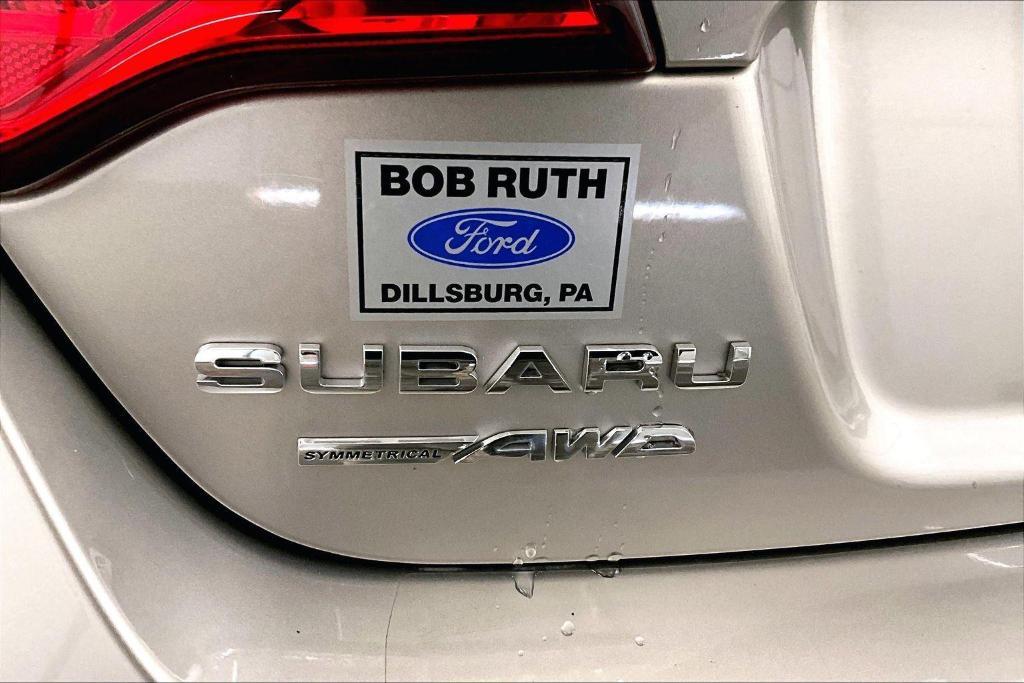 BOB RUTH
Ford
DILLSBURG, PA
SUBARU
SYMMETRICAL AWD